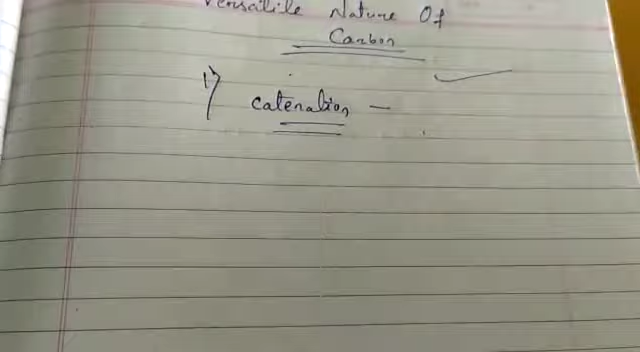 Versatile Nature Of
Carbon
1) catenation —